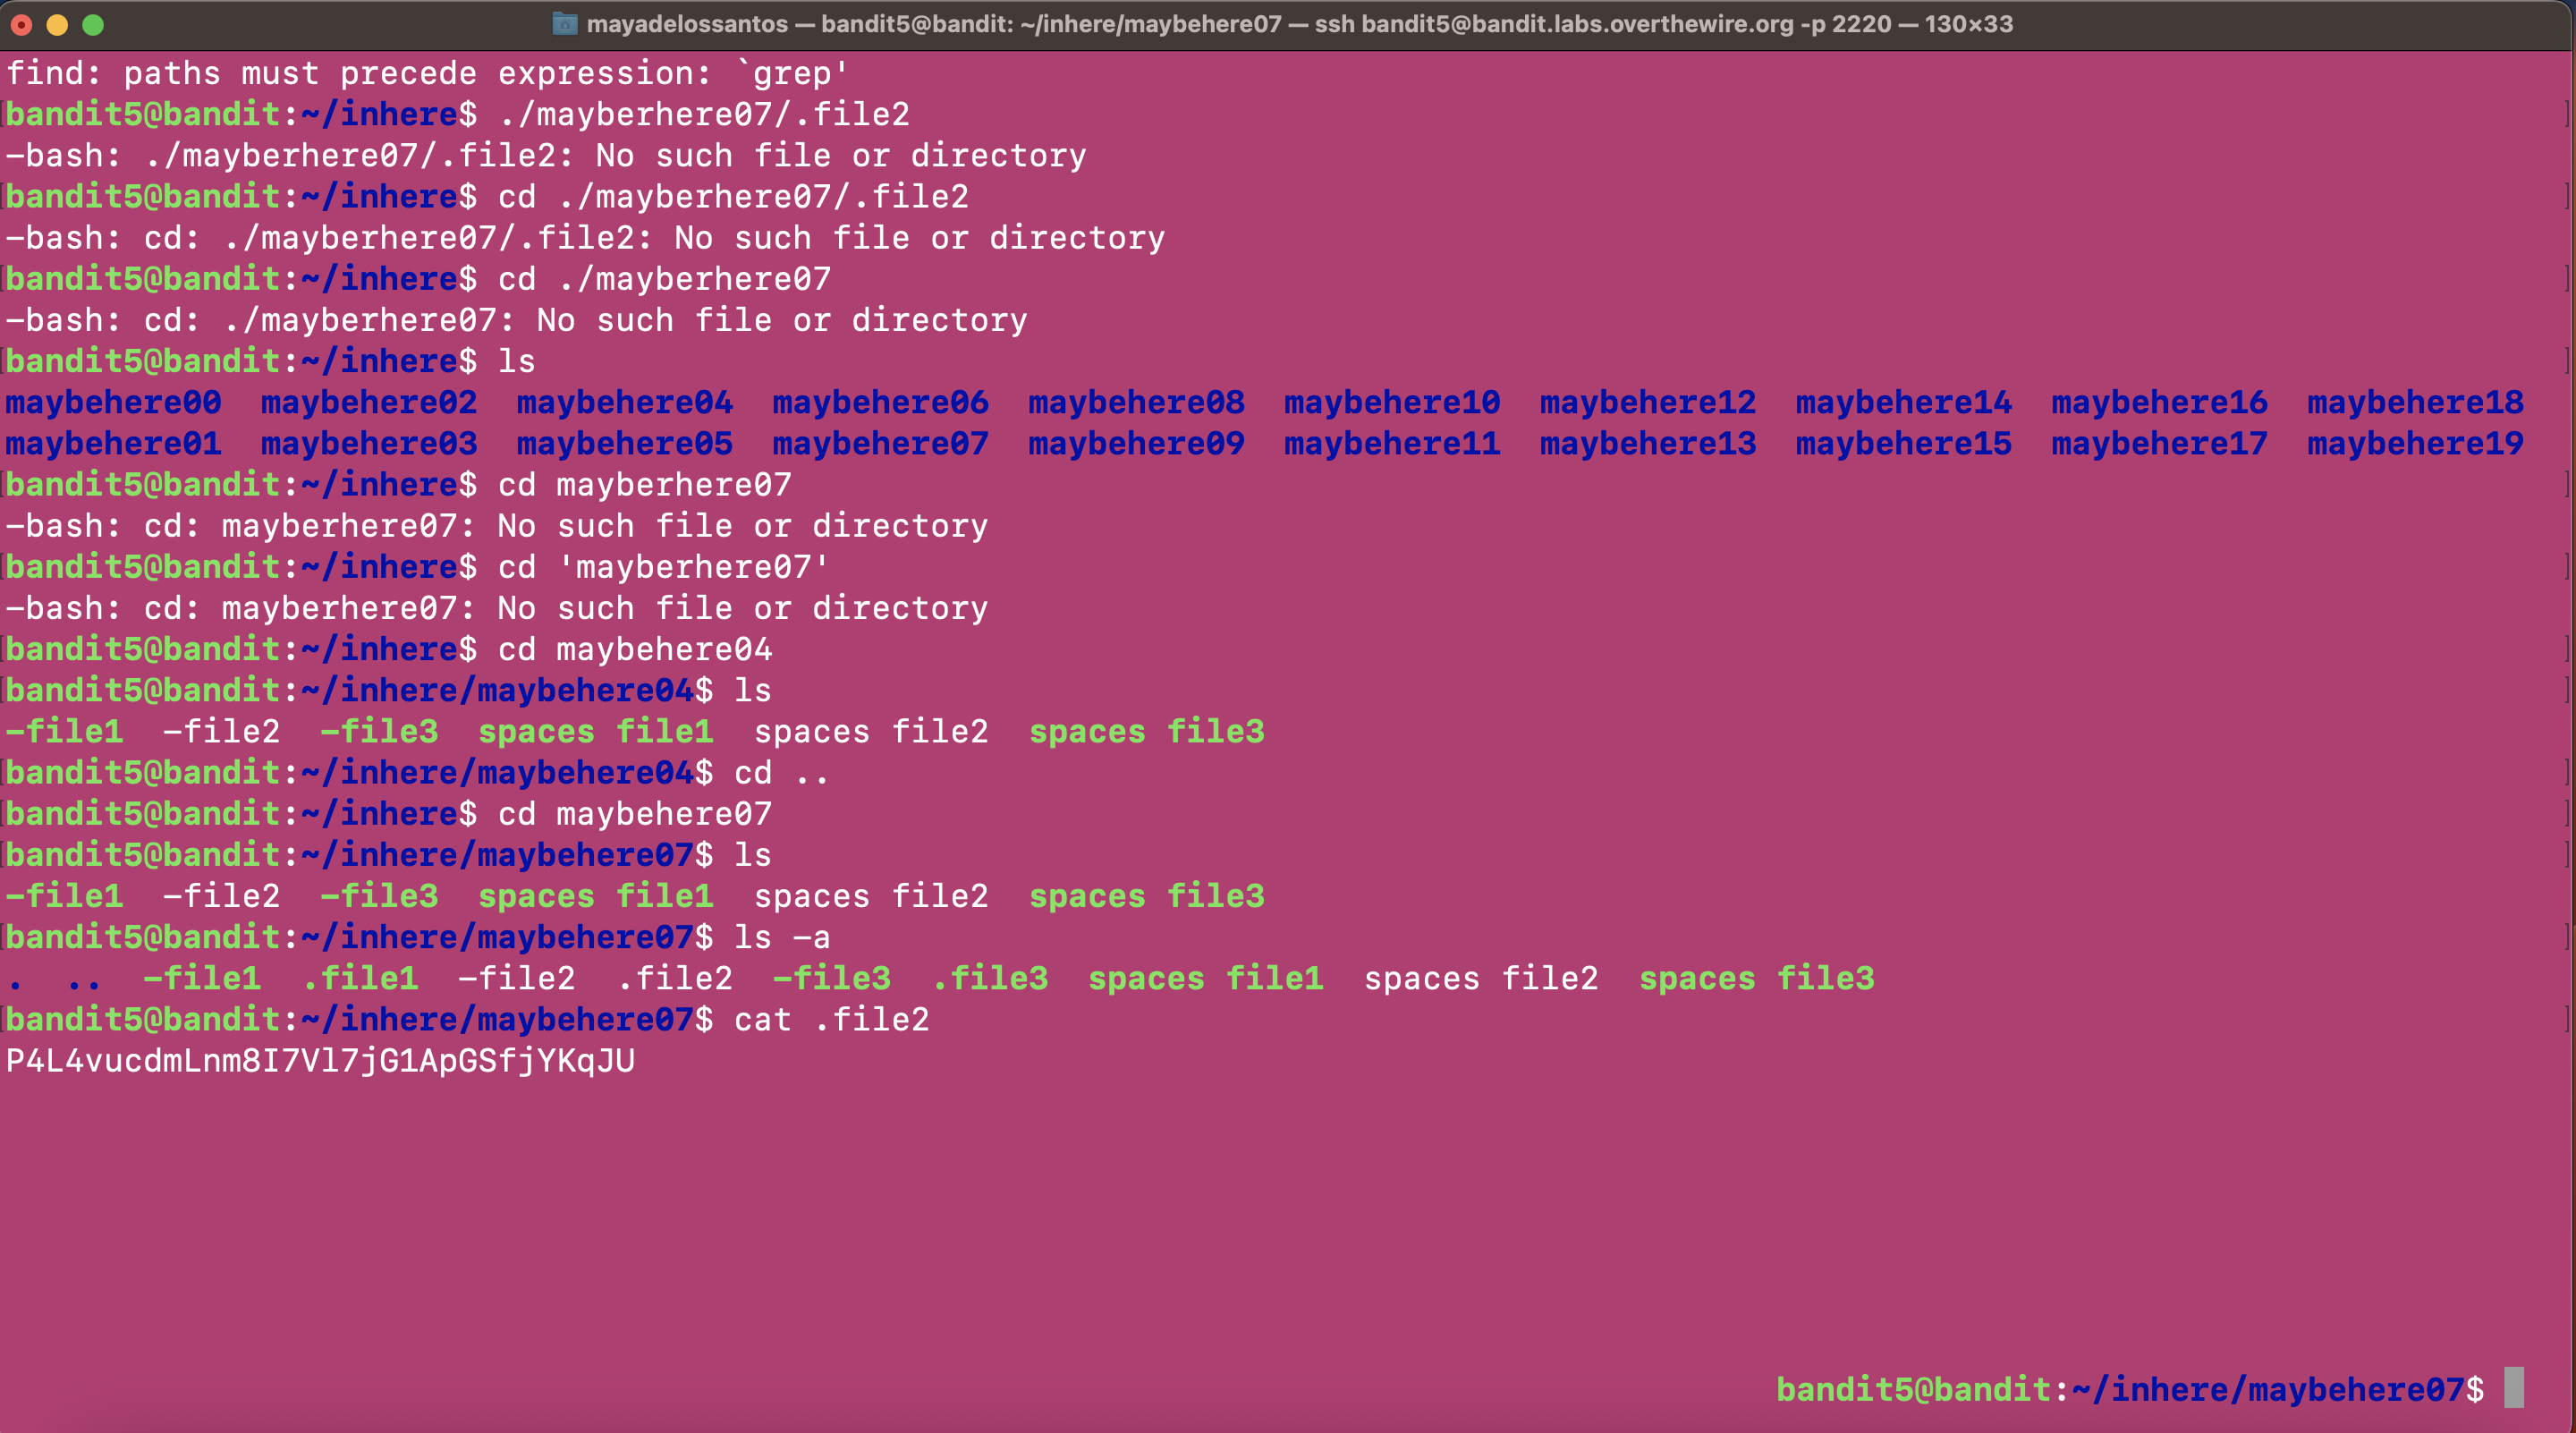 mayadelossantos — bandit5@bandit: ~/inhere/maybehere07 — ssh bandit5@bandit.labs.overthewire.org -p 2220 — 130×33
find: paths must precede expression: `grep'
bandit5@bandit:~/inhere$ ./mayberhere07/.file2
-bash: ./mayberhere07/.file2: No such file or directory
bandit5@bandit:~/inhere$ cd ./mayberhere07/.file2
-bash: cd: ./mayberhere07/.file2: No such file or directory
bandit5@bandit:~/inhere$ cd ./mayberhere07
-bash: cd: ./mayberhere07: No such file or directory
bandit5@bandit:~/inhere$ ls
maybehere00  maybehere02  maybehere04  maybehere06  maybehere08  maybehere10  maybehere12  maybehere14  maybehere16  maybehere18
maybehere01  maybehere03  maybehere05  maybehere07  maybehere09  maybehere11  maybehere13  maybehere15  maybehere17  maybehere19
bandit5@bandit:~/inhere$ cd mayberhere07
-bash: cd: mayberhere07: No such file or directory
bandit5@bandit:~/inhere$ cd 'mayberhere07'
-bash: cd: mayberhere07: No such file or directory
bandit5@bandit:~/inhere$ cd maybehere04
bandit5@bandit:~/inhere/maybehere04$ ls
-file1  -file2  -file3  spaces file1  spaces file2  spaces file3
bandit5@bandit:~/inhere/maybehere04$ cd ..
bandit5@bandit:~/inhere$ cd maybehere07
bandit5@bandit:~/inhere/maybehere07$ ls
-file1  -file2  -file3  spaces file1  spaces file2  spaces file3
bandit5@bandit:~/inhere/maybehere07$ ls -a
.  ..  -file1  .file1  -file2  .file2  -file3  .file3  spaces file1  spaces file2  spaces file3
bandit5@bandit:~/inhere/maybehere07$ cat .file2
P4L4vucdmLnm8I7Vl7jG1ApGSfjYKqJU
bandit5@bandit:~/inhere/maybehere07$